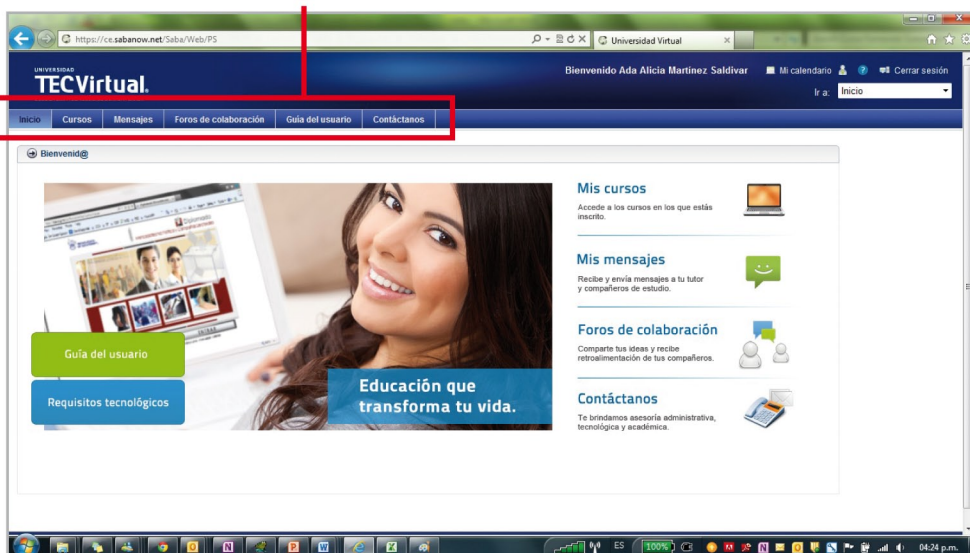 https://ce.sabanow.net/Saba/Web/PS
Universidad Virtual
UNIVERSIDAD
TECVirtual.
Bienvenido Ada Alicia Martínez Saldivar
Mi calendario
Cerrar sesión
Ir a: Inicio
Inicio Cursos Mensajes Foros de colaboración Guía del usuario Contáctanos
Bienvenid@
Mis cursos
Accede a los cursos en los que estás
inscrito.
Mis mensajes
Recibe y envía mensajes a tu tutor
y compañeros de estudio.
Foros de colaboración
Comparte tus ideas y recibe
retroalimentación de tus compañeros.
Contáctanos
Te brindamos asesoría administrativa,
tecnológica y académica.
Diplomado
Guía del usuario
Requisitos tecnológicos
Educación que
transforma tu vida.
ES
100%
04:24 p.m.